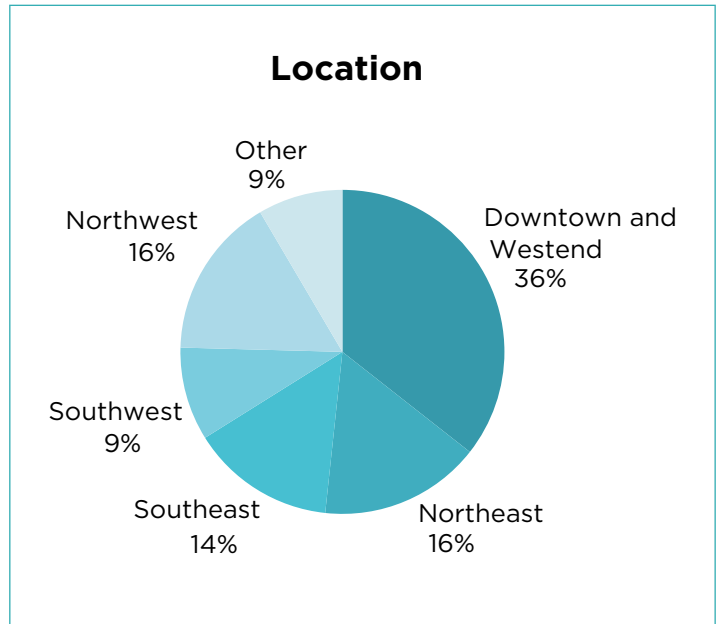 Location
Other
9%
Downtown and
Westend
36%
Northwest
16%
Southwest
9%
Southeast
14%
Northeast
16%